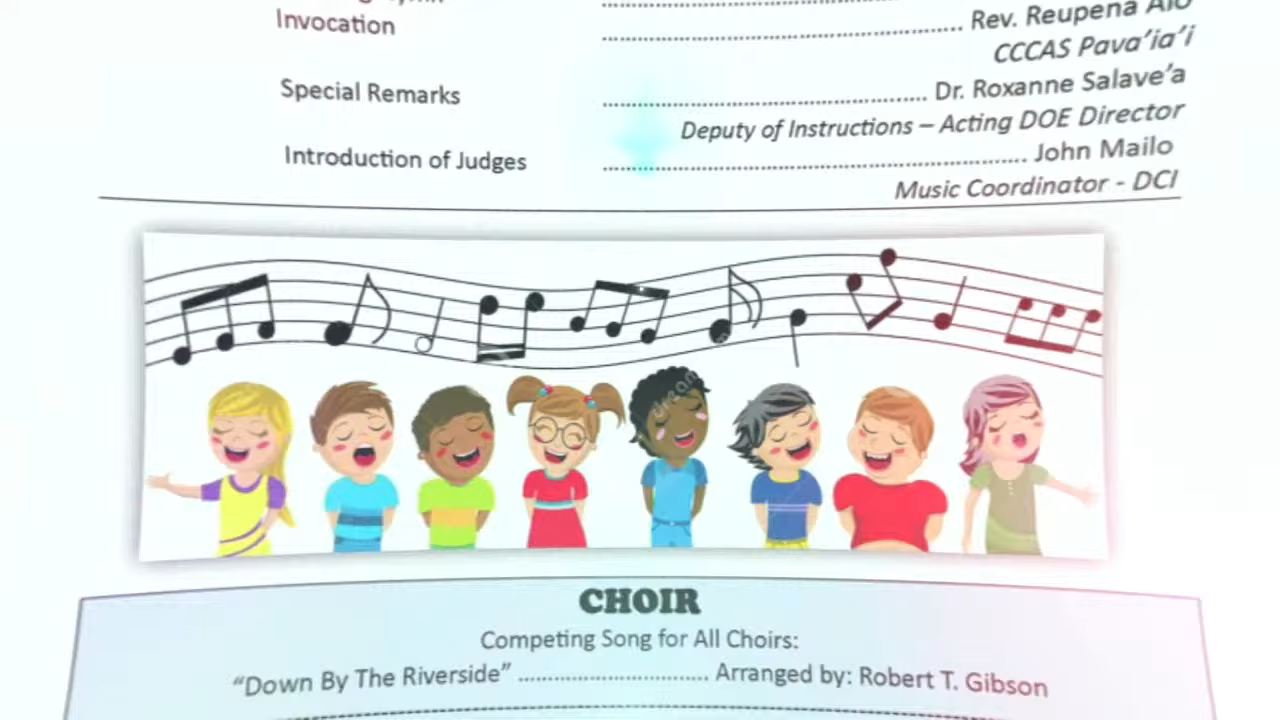 Invocation
Rev. Reupena Alo
CCCAS Pava'ia'i
Special Remarks
Dr. Roxanne Salave'a
Deputy of Instructions – Acting DOE Director
Introduction of Judges
John Mailo
Music Coordinator - DCI
CHOIR
Competing Song for All Choirs:
"Down By The Riverside" .................................. Arranged by: Robert T. Gibson